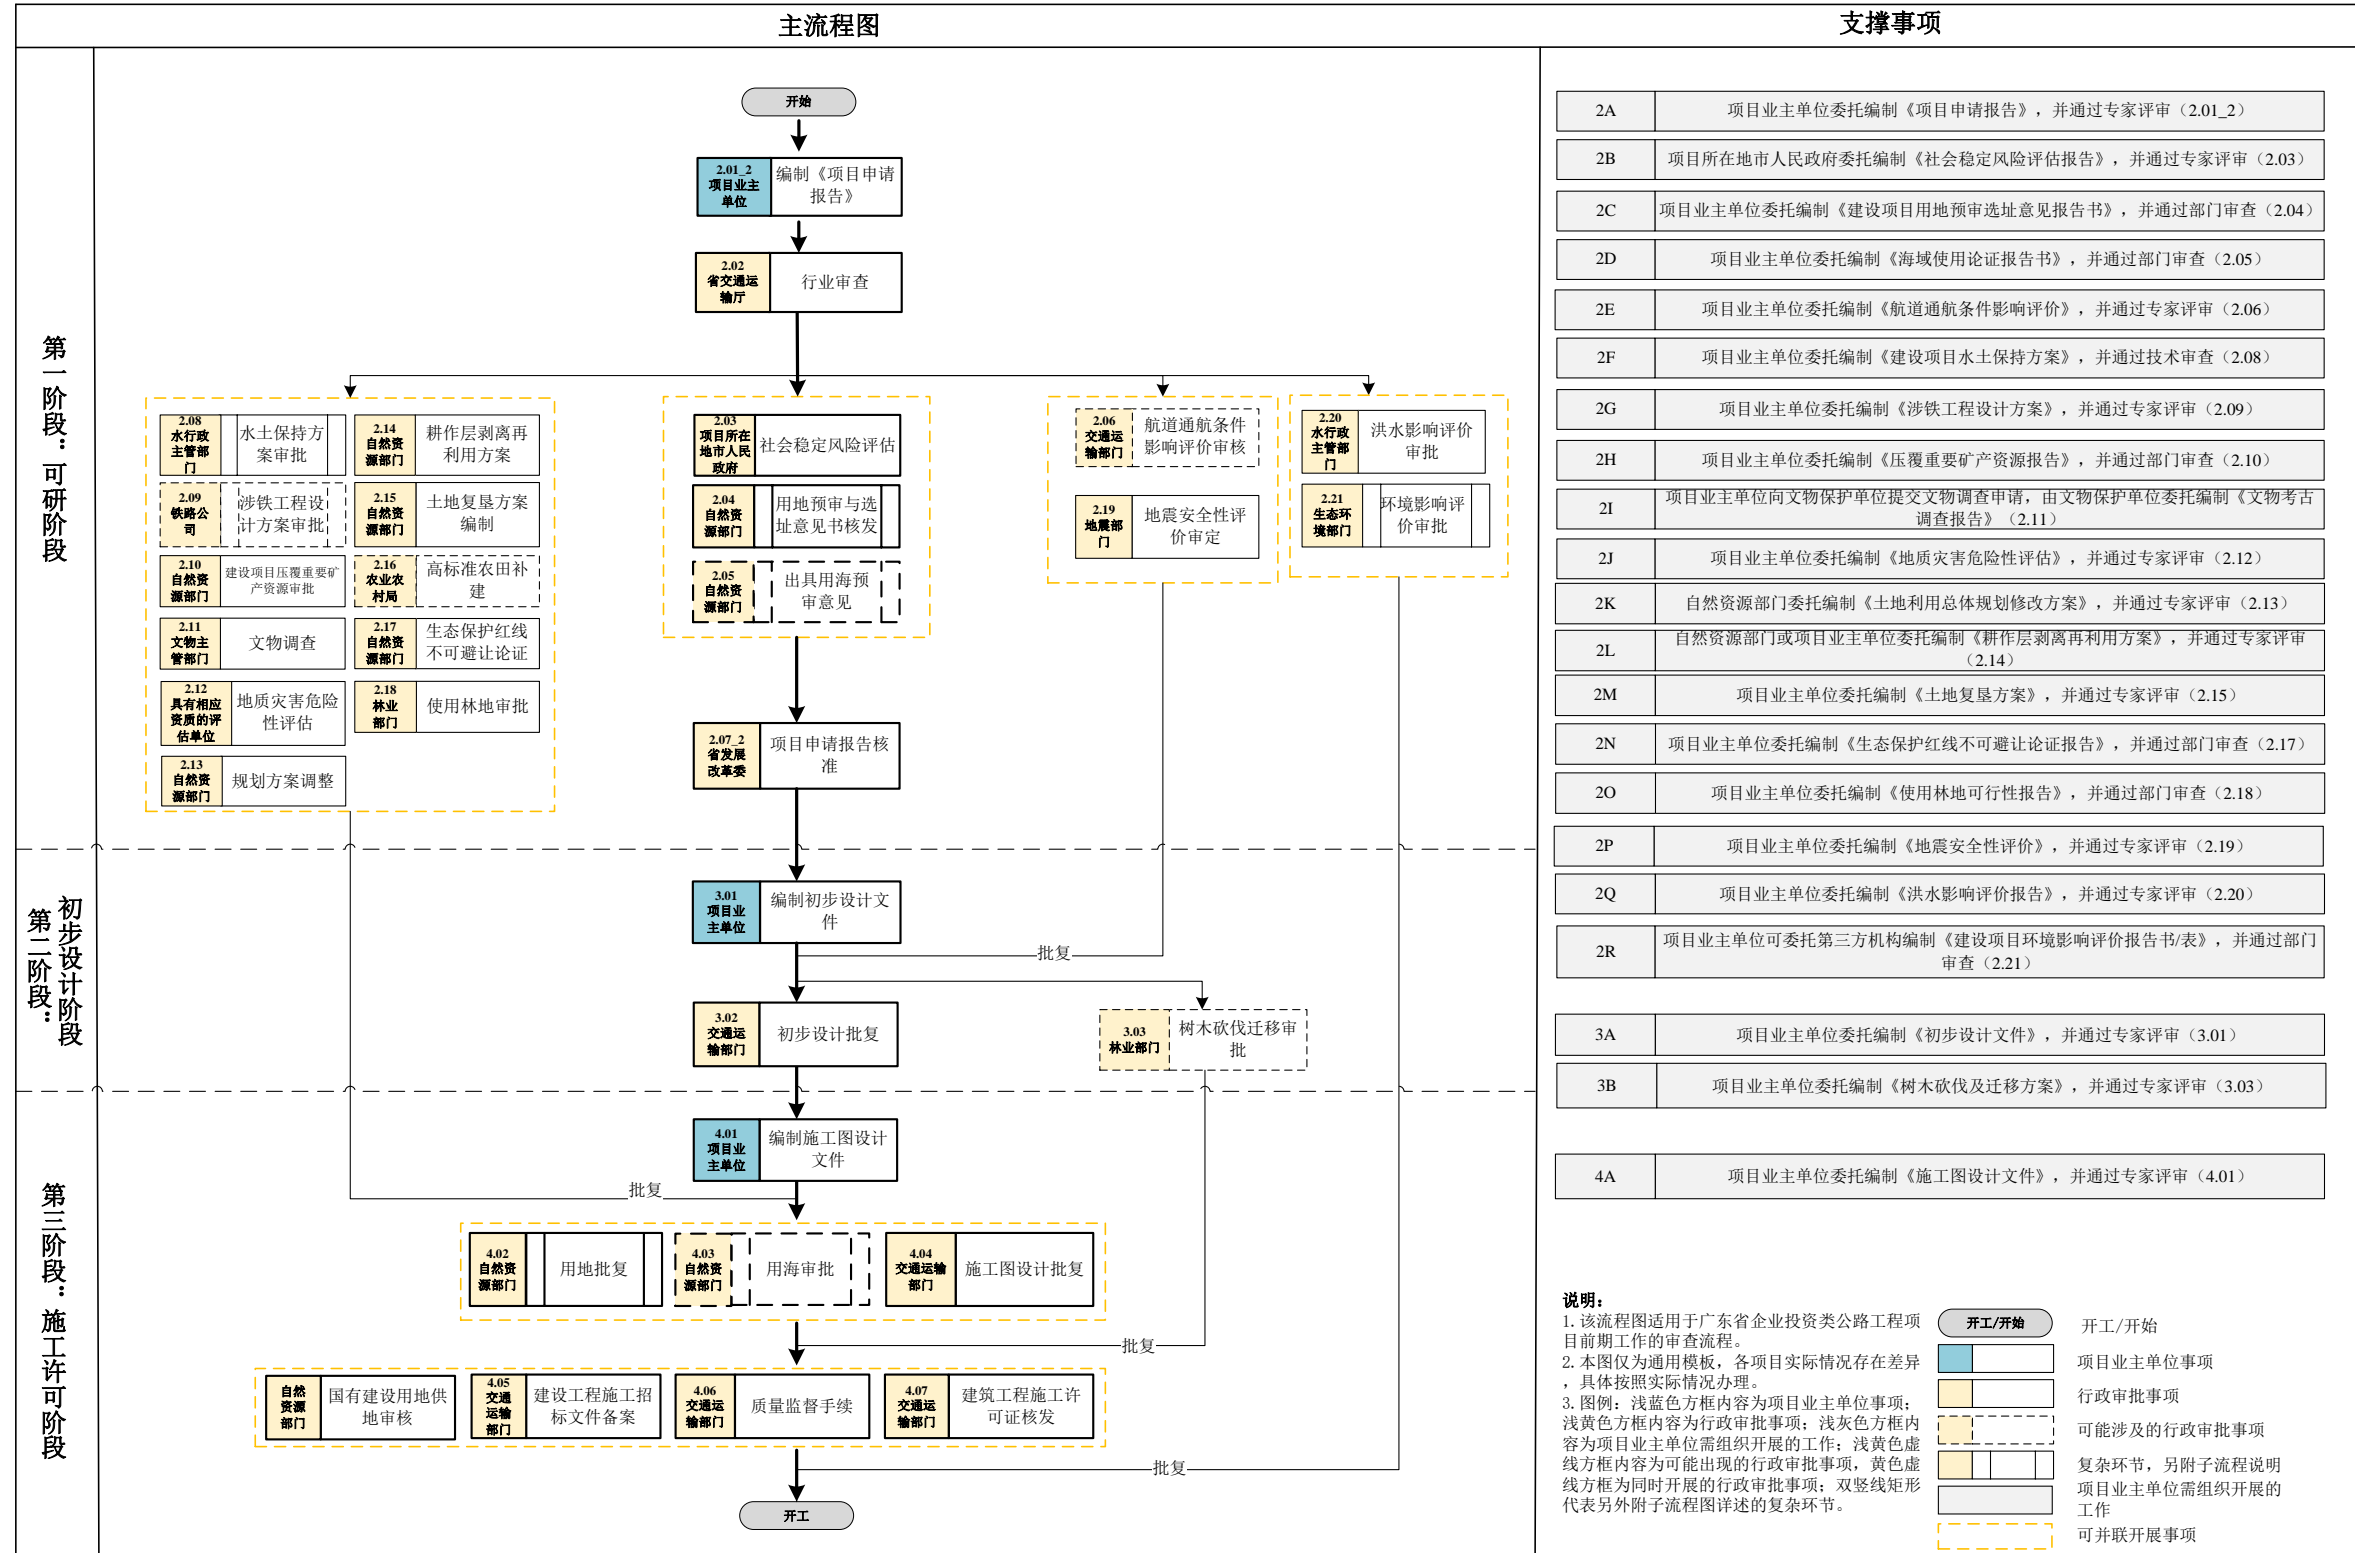 主流程图
支撑事项
第一阶段：可研阶段
开始
2.01_2
项目业主
单位
编制《项目申请
报告》
2.02
省交通运
输厅
行业审查
2.08
水行政
主管部
门
水土保持方
案审批
2.09
铁路公
司
涉铁工程设
计方案审批
2.10
自然资
源部门
建设项目压覆重要矿
产资源审批
2.11
文物主
管部门
文物调查
2.12
具有相应
资质的评
估单位
地质灾害危险
性评估
2.13
自然资
源部门
规划方案调整
2.14
自然资
源部门
耕作层剥离再
利用方案
2.15
自然资
源部门
土地复垦方案
编制
2.16
农业农
村局
高标准农田补
建
2.17
自然资
源部门
生态保护红线
不可避让论证
2.18
林业
部门
使用林地审批
2.03
项目所在
地市人民
政府
社会稳定风险评估
2.04
自然资
源部门
用地预审与选
址意见书核发
2.05
自然资
源部门
出具用海预
审意见
2.06
交通运
输部门
航道通航条件
影响评价审核
2.19
地震部
门
地震安全性评
价审定
2.20
水行政
主管部
门
洪水影响评价
审批
2.21
生态环
境部门
环境影响评
价审批
2.07_2
省发展
改革委
项目申请报告核
准
第二阶段：
初步设计阶段
3.01
项目业
主单位
编制初步设计文
件
批复
3.02
交通运
输部门
初步设计批复
3.03
林业部门
树木砍伐迁移审
批
第三阶段：施工许可阶段
4.01
项目业
主单位
编制施工图设计
文件
批复
4.02
自然资
源部门
用地批复
4.03
自然资
源部门
用海审批
4.04
交通运输
部门
施工图设计批复
批复
自然
资源
部门
国有建设用地供
地审核
4.05
交通
运输
部门
建设工程施工招
标文件备案
4.06
交通运
输部门
质量监督手续
4.07
交通运
输部门
建筑工程施工许
可证核发
批复
开工
2A 项目业主单位委托编制《项目申请报告》，并通过专家评审（2.01_2）
2B 项目所在地市人民政府委托编制《社会稳定风险评估报告》，并通过专家评审（2.03）
2C 项目业主单位委托编制《建设项目用地预审选址意见报告书》，并通过部门审查（2.04）
2D 项目业主单位委托编制《海域使用论证报告书》，并通过部门审查（2.05）
2E 项目业主单位委托编制《航道通航条件影响评价》，并通过专家评审（2.06）
2F 项目业主单位委托编制《建设项目水土保持方案》，并通过技术审查（2.08）
2G 项目业主单位委托编制《涉铁工程设计方案》，并通过专家评审（2.09）
2H 项目业主单位委托编制《压覆重要矿产资源报告》，并通过部门审查（2.10）
2I 项目业主单位向文物保护单位提交文物调查申请，由文物保护单位委托编制《文物考古
调查报告》（2.11）
2J 项目业主单位委托编制《地质灾害危险性评估》，并通过专家评审（2.12）
2K 自然资源部门委托编制《土地利用总体规划修改方案》，并通过专家评审（2.13）
2L 自然资源部门或项目业主单位委托编制《耕作层剥离再利用方案》，并通过专家评审
（2.14）
2M 项目业主单位委托编制《土地复垦方案》，并通过专家评审（2.15）
2N 项目业主单位委托编制《生态保护红线不可避让论证报告》，并通过部门审查（2.17）
2O 项目业主单位委托编制《使用林地可行性报告》，并通过部门审查（2.18）
2P 项目业主单位委托编制《地震安全性评价》，并通过专家评审（2.19）
2Q 项目业主单位委托编制《洪水影响评价报告》，并通过专家评审（2.20）
2R 项目业主单位可委托第三方机构编制《建设项目环境影响评价报告书/表》，并通过部门
审查（2.21）
3A 项目业主单位委托编制《初步设计文件》，并通过专家评审（3.01）
3B 项目业主单位委托编制《树木砍伐及迁移方案》，并通过专家评审（3.03）
4A 项目业主单位委托编制《施工图设计文件》，并通过专家评审（4.01）
说明：
1.该流程图适用于广东省企业投资类公路工程项
目前期工作的审查流程。
2.本图仅为通用模板，各项目实际情况存在差异
，具体按照实际情况办理。
3.图例：浅蓝色方框内容为项目业主单位事项；
浅黄色方框内容为行政审批事项；浅灰色方框内
容为项目业主单位需组织开展的工作；浅黄色虚
线方框内容为可能出现的行政审批事项，黄色虚
线方框为同时开展的行政审批事项；双竖线矩形
代表另外附子流程图详述的复杂环节。
开工/开始
开工/开始
项目业主单位事项
行政审批事项
可能涉及的行政审批事项
复杂环节，另附子流程说明
项目业主单位需组织开展的
工作
可并联开展事项